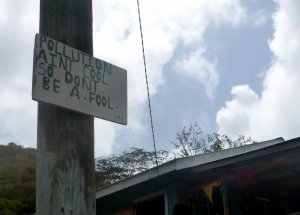 POLLUTION
AINT COOL
SO DONT
BE A FOOL.